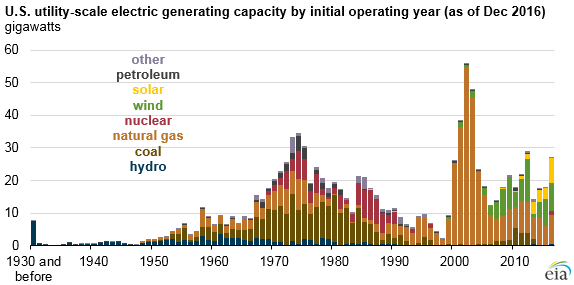 U.S. utility-scale electric generating capacity by initial operating year (as of Dec 2016)
gigawatts
60
50
40
30
20
10
0
other
petroleum
solar
wind
nuclear
natural gas
coal
hydro
1930 and before
1940
1950
1960
1970
1980
1990
2000
2010
eia